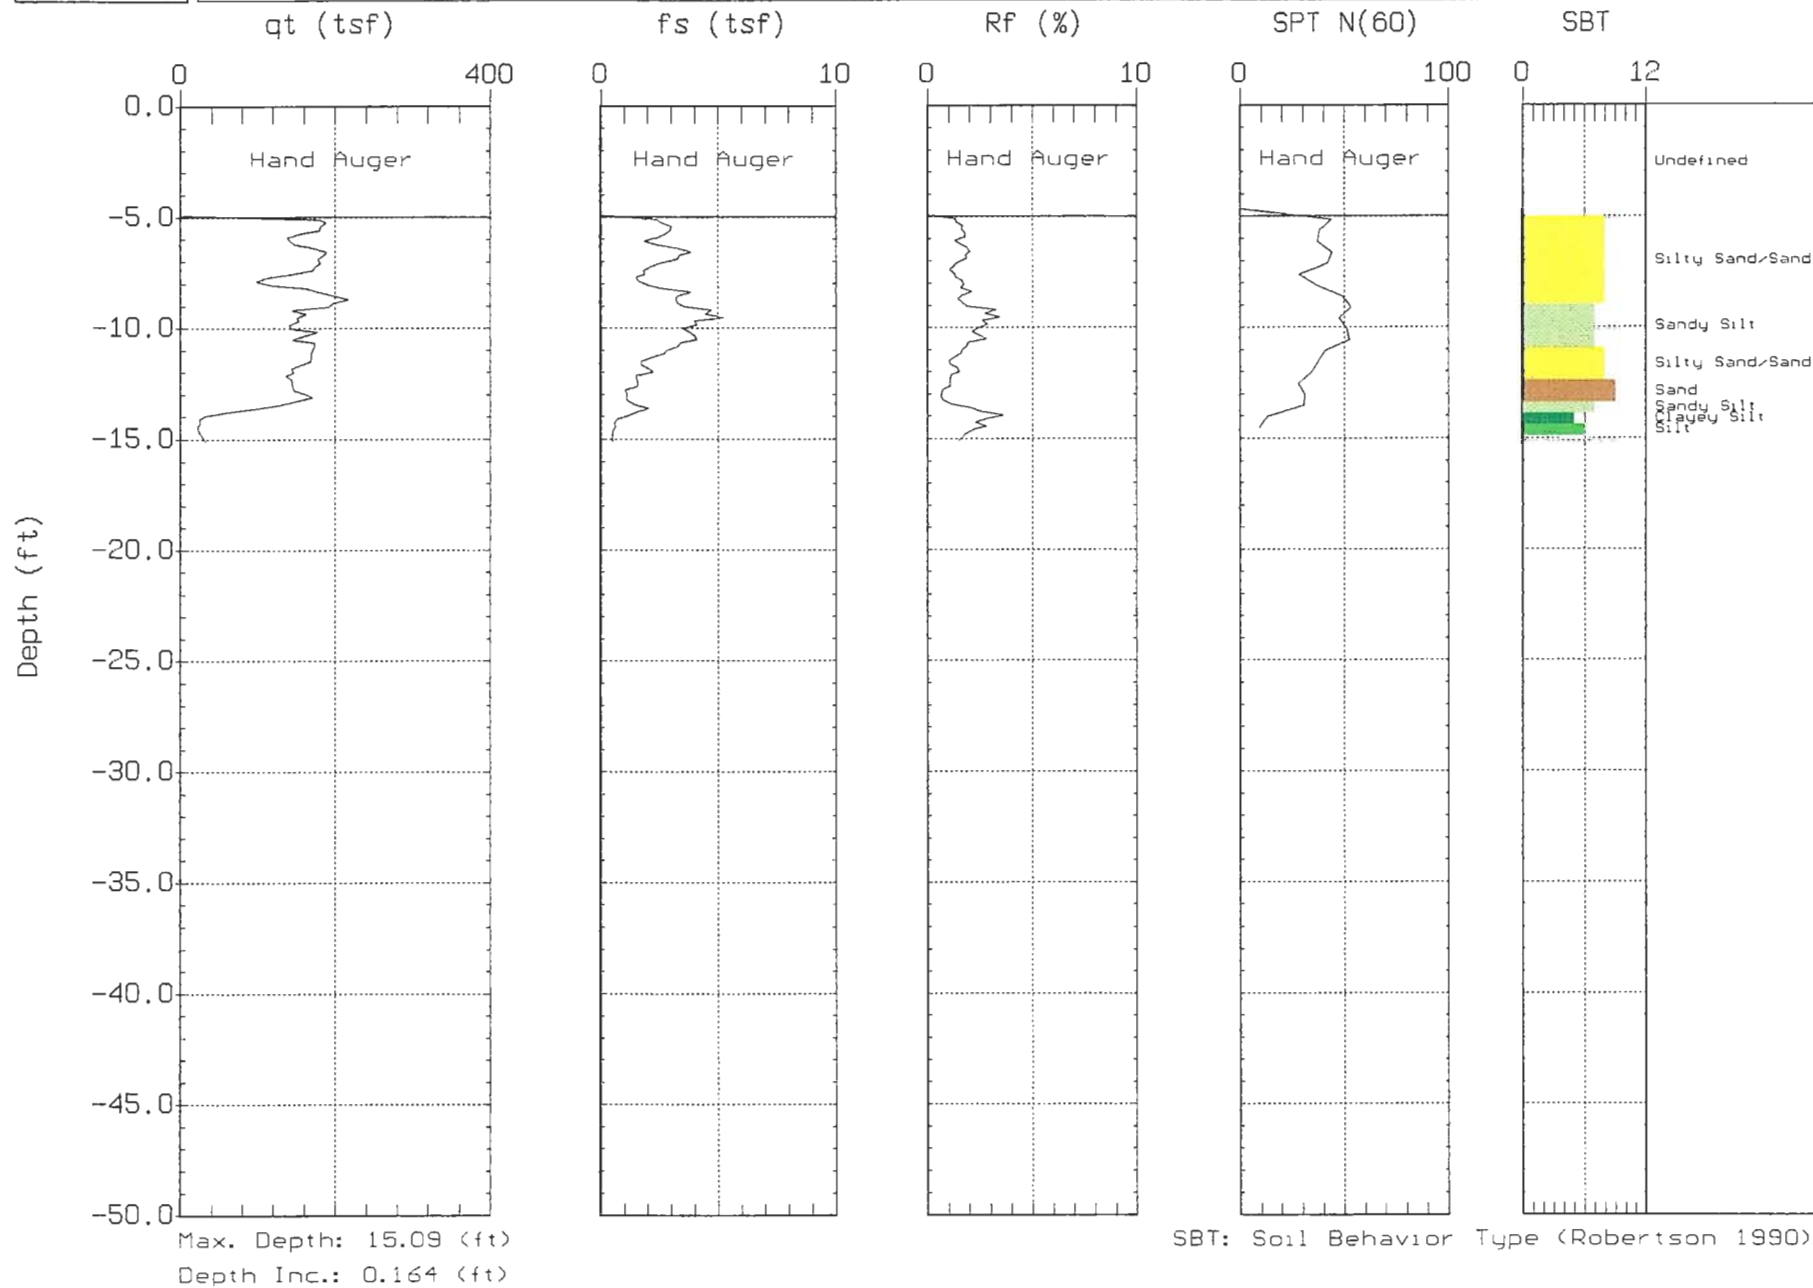 qt (tsf) fs (tsf) Rf (%) SPT N(60) SBT
0 400 0 10 0 10 0 100 0 12
0.0
Hand Auger Hand Auger Hand Auger Hand Auger Undefined
-5.0
Silty Sand/Sand
-10.0 Sandy Silt
Silty Sand/Sand
Sand
Sandy Silt
Clayey Silt
Silt
-15.0
-20.0
Depth (ft)
-25.0
-30.0
-35.0
-40.0
-45.0
-50.0
Max. Depth: 15.09 (ft) SBT: Soil Behavior Type (Robertson 1990)
Depth Inc.: 0.164 (ft)